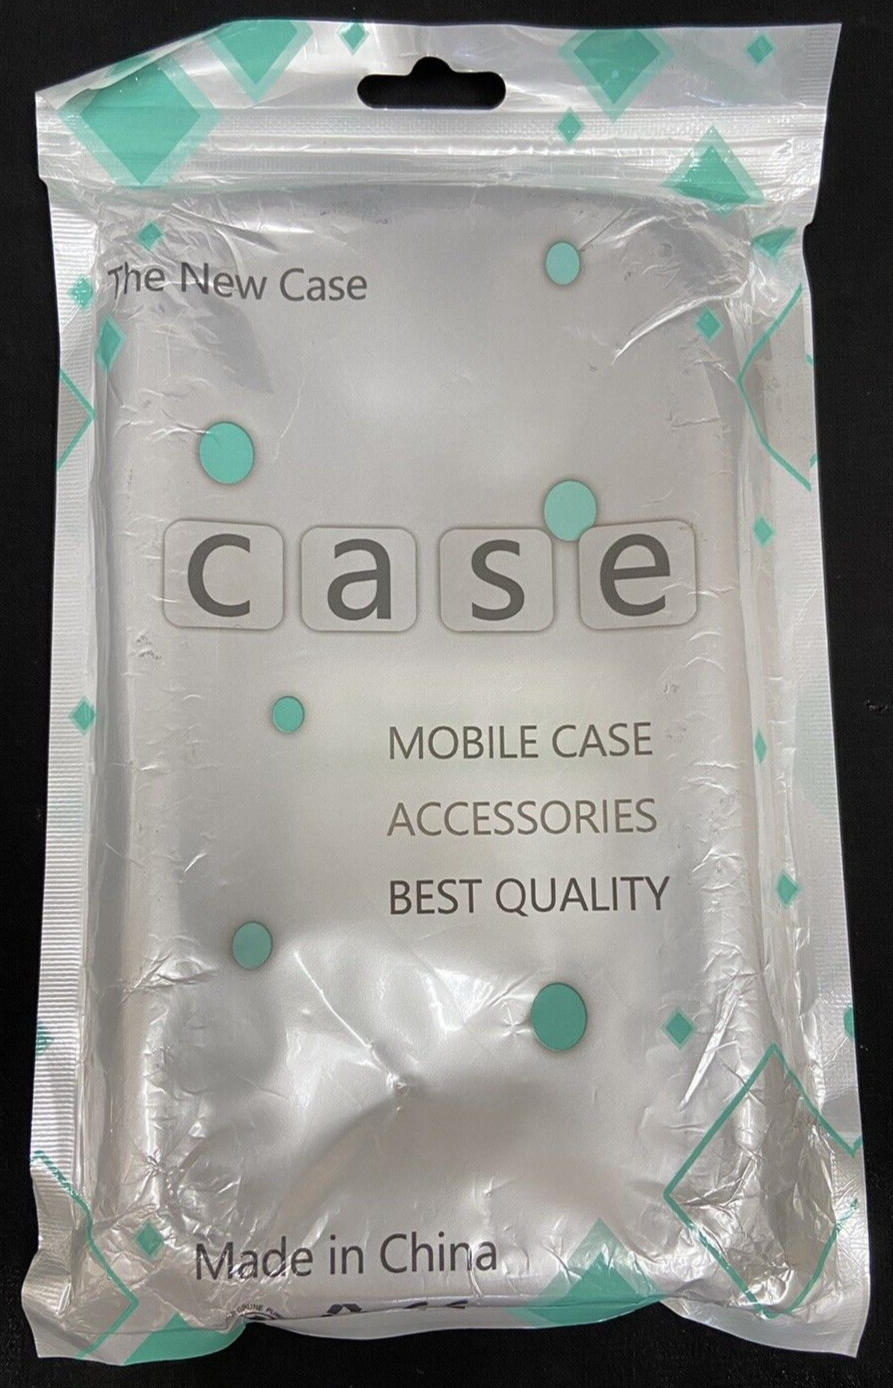 The New Case
case
MOBILE CASE
ACCESSORIES
BEST QUALITY
Made in China